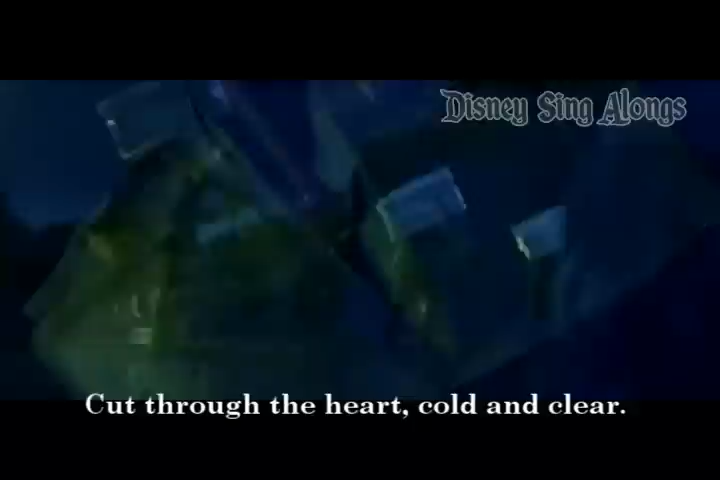 Disney Sing Alongs
Cut through the heart, cold and clear.